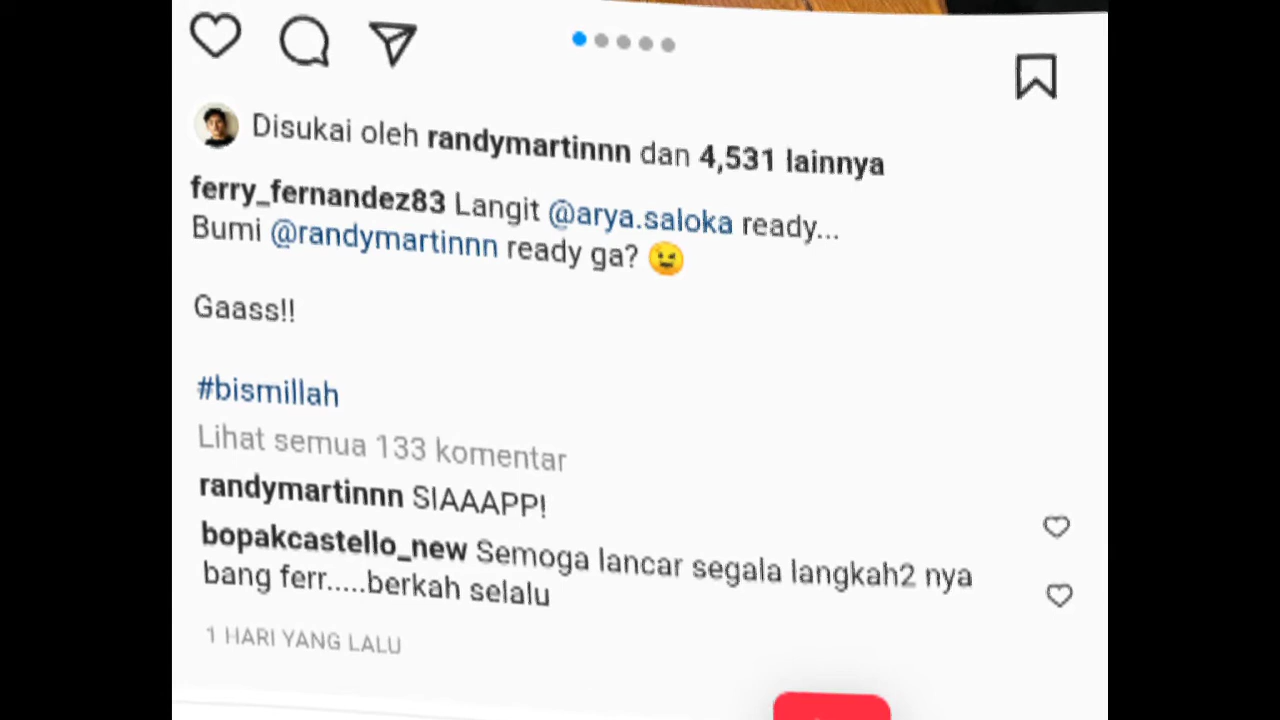 Disukai oleh randymartinnn dan 4,531 lainnya
ferry_fernandez83 Langit @arya.saloka ready...
Bumi @randymartinnn ready ga? 😉
Gaass!!
#bismillah
Lihat semua 133 komentar
randymartinnn SIAAAPP!
bopakcastello_new Semoga lancar segala langkah2 nya
bang ferr.....berkah selalu
1 HARI YANG LALU